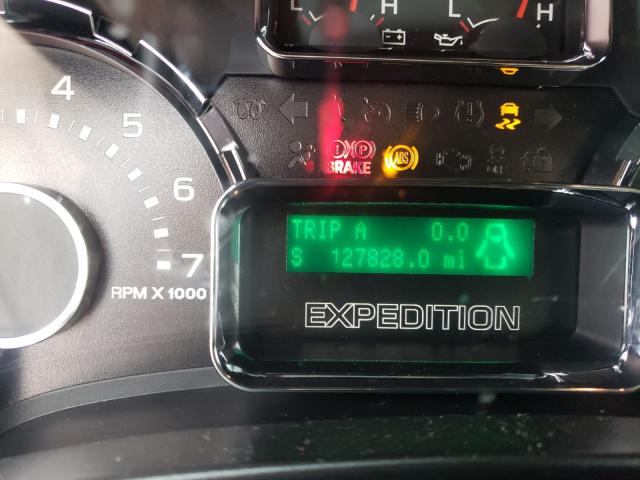 L H L H
4
5
6
7
RPM X 1000
BRAKE ABS
TRIP A 0.0
S 127828.0 mi
EXPEDITION